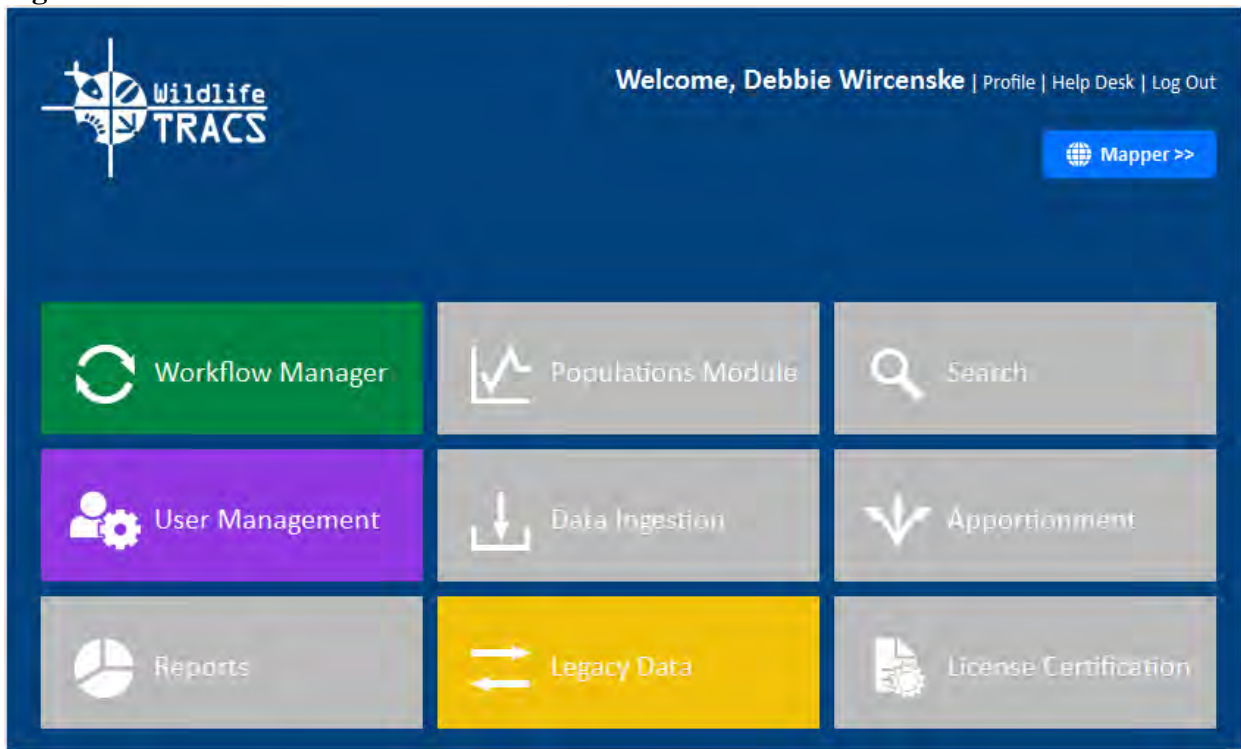 Wildlife
TRACS
Welcome, Debbie Wircenske | Profile | Help Desk | Log Out
Mapper >>
Workflow Manager
Populations Module
Search
User Management
Data Ingestion
Apportionment
Reports
Legacy Data
License Certification